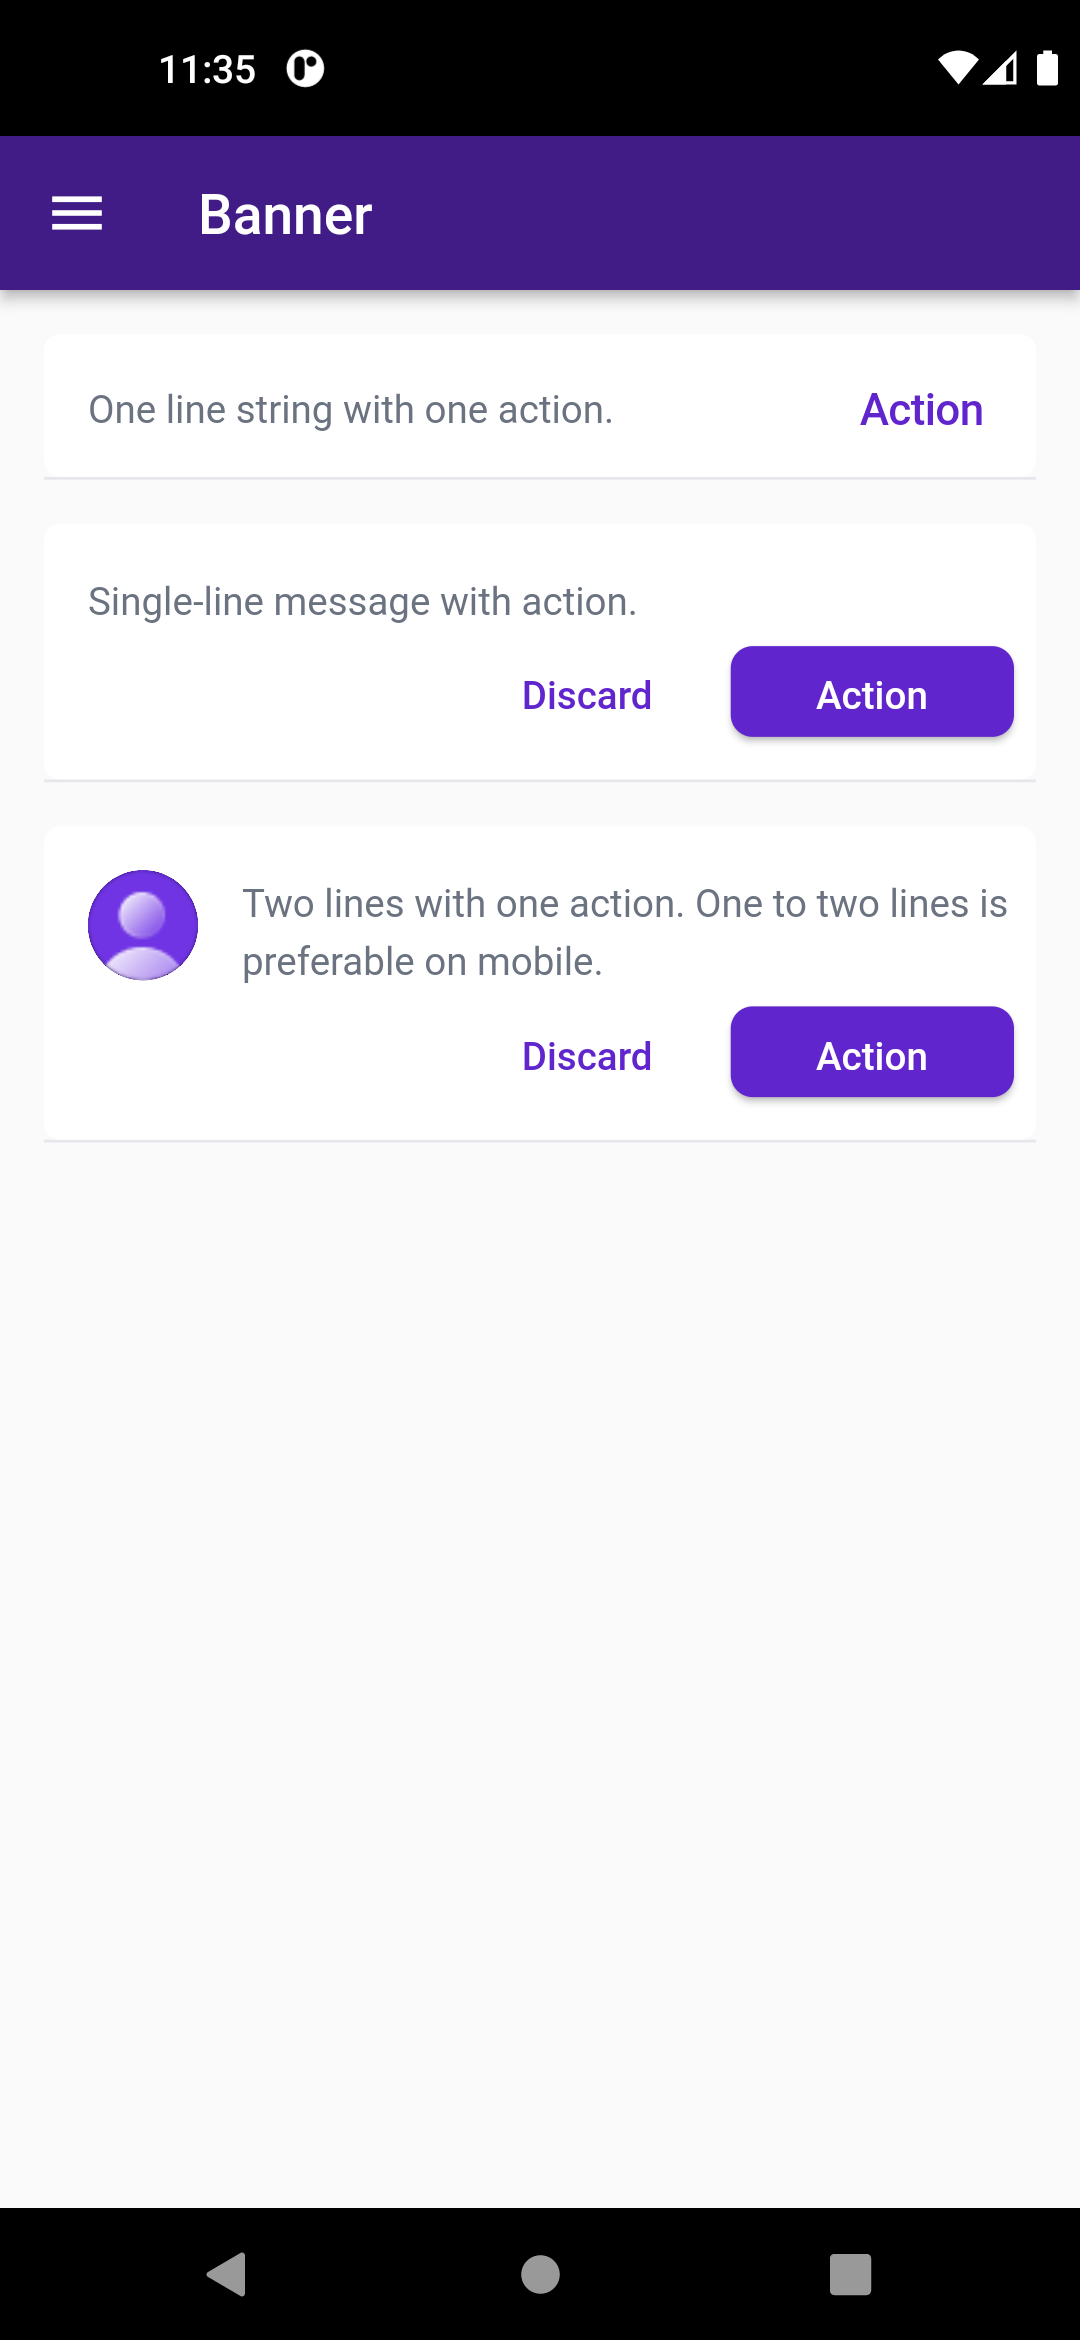 11:35
Banner
One line string with one action.
Action
Single-line message with action.
Discard
Action
Two lines with one action. One to two lines is
preferable on mobile.
Discard
Action